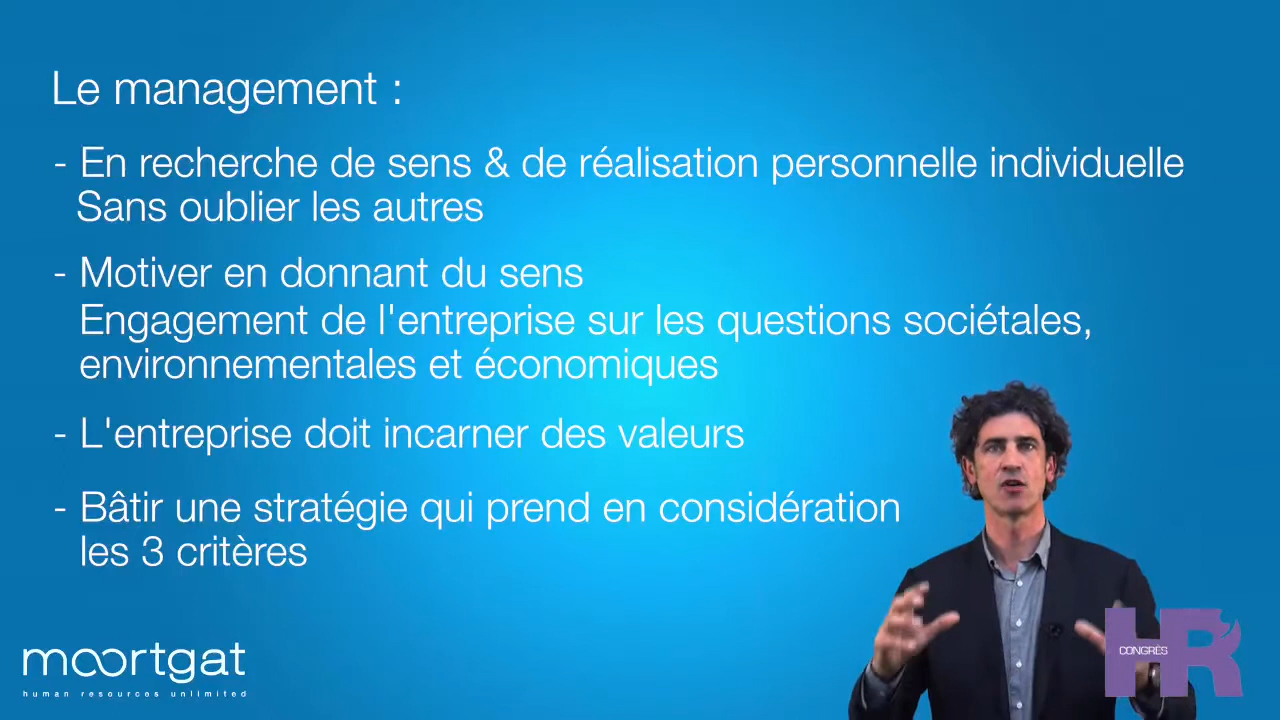 Le management :
- En recherche de sens & de réalisation personnelle individuelle
Sans oublier les autres
- Motiver en donnant du sens
Engagement de l'entreprise sur les questions sociétales,
environnementales et économiques
- L'entreprise doit incarner des valeurs
- Bâtir une stratégie qui prend en considération
les 3 critères
moortgat
human resources unlimited
HR
CONGRÈS